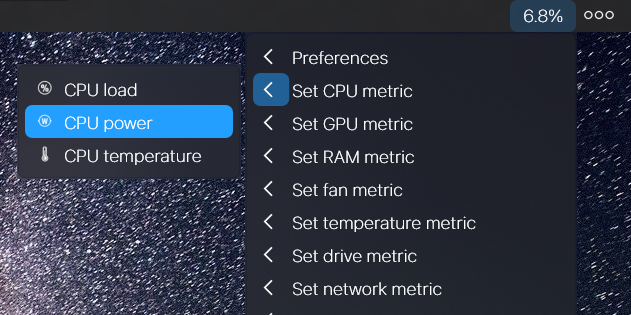 6.8%
Preferences
CPU load
Set CPU metric
CPU power
Set GPU metric
CPU temperature
Set RAM metric
Set fan metric
Set temperature metric
Set drive metric
Set network metric